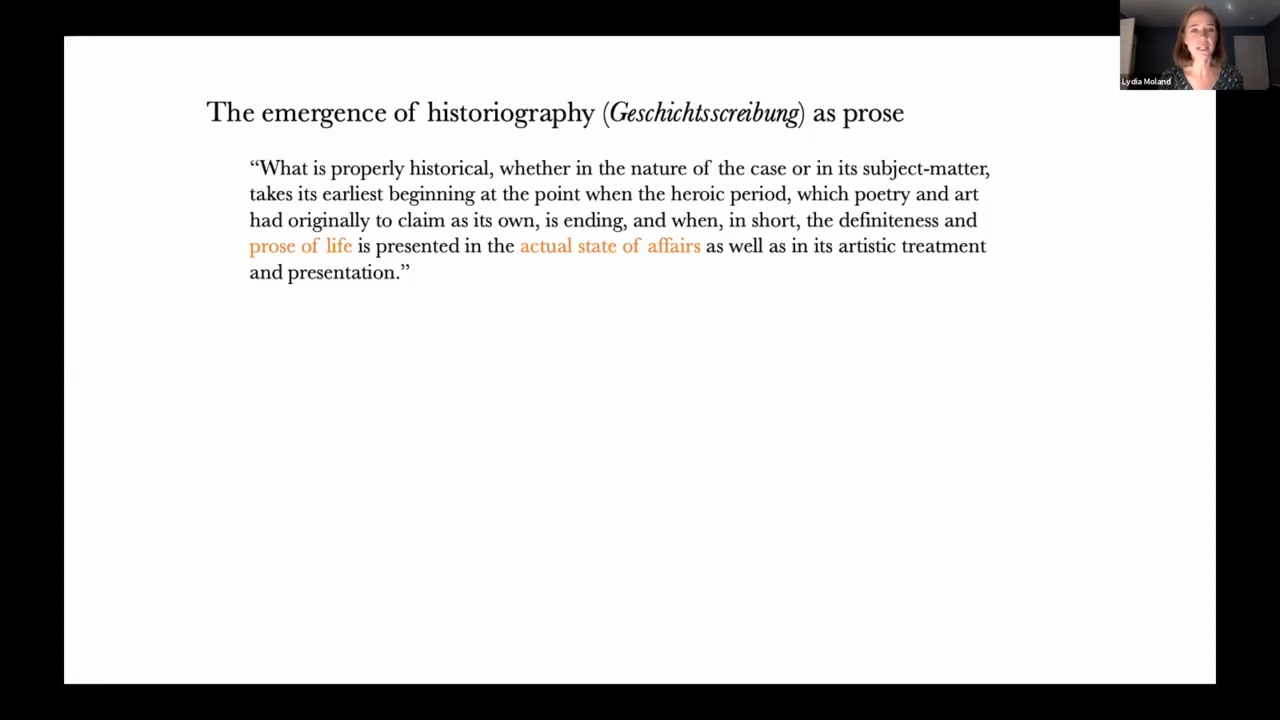 Lydia Moland
The emergence of historiography (Geschichtsscreibung) as prose
“What is properly historical, whether in the nature of the case or in its subject-matter,
takes its earliest beginning at the point when the heroic period, which poetry and art
had originally to claim as its own, is ending, and when, in short, the definiteness and
prose of life is presented in the actual state of affairs as well as in its artistic treatment
and presentation.”